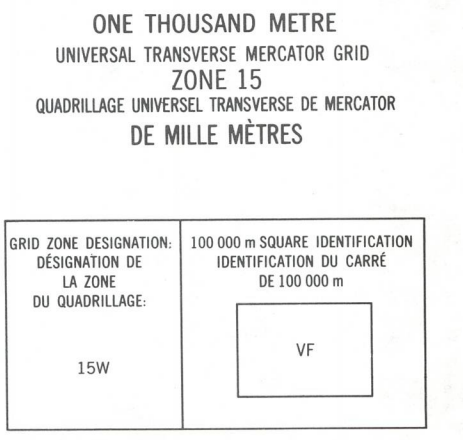 ONE THOUSAND METRE
UNIVERSAL TRANSVERSE MERCATOR GRID
ZONE 15
QUADRILLAGE UNIVERSEL TRANSVERSE DE MERCATOR
DE MILLE MÈTRES
GRID ZONE DESIGNATION:
DÉSIGNATION DE
LA ZONE
DU QUADRILLAGE:
15W
100 000 m SQUARE IDENTIFICATION
IDENTIFICATION DU CARRÉ
DE 100 000 m
VF